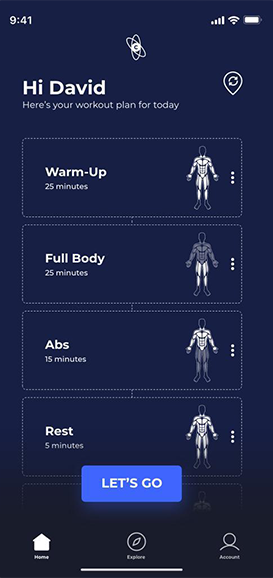 9:41
Hi David
Here's your workout plan for today
Warm-Up
25 minutes
Full Body
25 minutes
Abs
15 minutes
Rest
5 minutes
LET'S GO
Home
Explore
Account